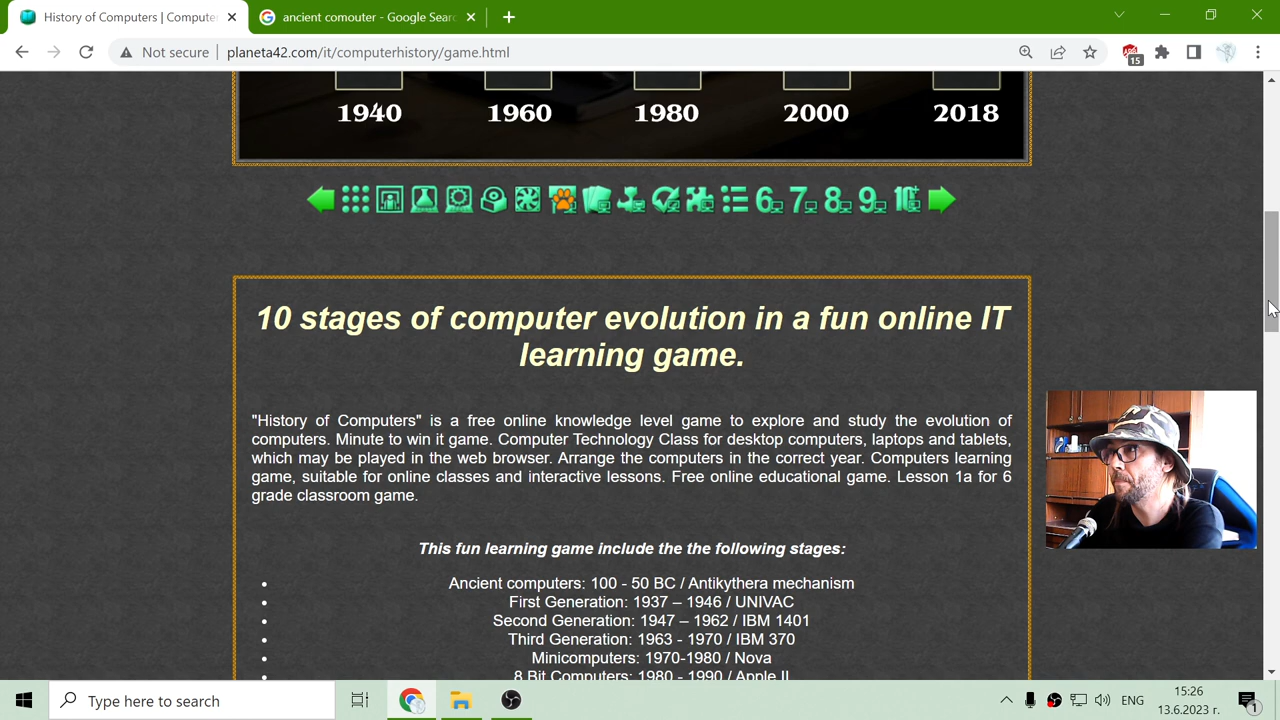 History of Computers | Compute
ancient comouter - Google Sear
Not secure
planeta42.com/it/computerhistory/game.html
15
1940
1960
1980
2000
2018
6 7 8 9 10
10 stages of computer evolution in a fun online IT
learning game.
"History of Computers" is a free online knowledge level game to explore and study the evolution of
computers. Minute to win it game. Computer Technology Class for desktop computers, laptops and tablets,
which may be played in the web browser. Arrange the computers in the correct year. Computers learning
game, suitable for online classes and interactive lessons. Free online educational game. Lesson 1a for 6
grade classroom game.
This fun learning game include the the following stages:
Ancient computers: 100 - 50 BC / Antikythera mechanism
First Generation: 1937 – 1946 / UNIVAC
Second Generation: 1947 – 1962 / IBM 1401
Third Generation: 1963 - 1970 / IBM 370
Minicomputers: 1970-1980 / Nova
8 Bit Computers: 1980 - 1990 / Apple II
Type here to search
ЕНГ
15:26
13.6.2023 г.
1